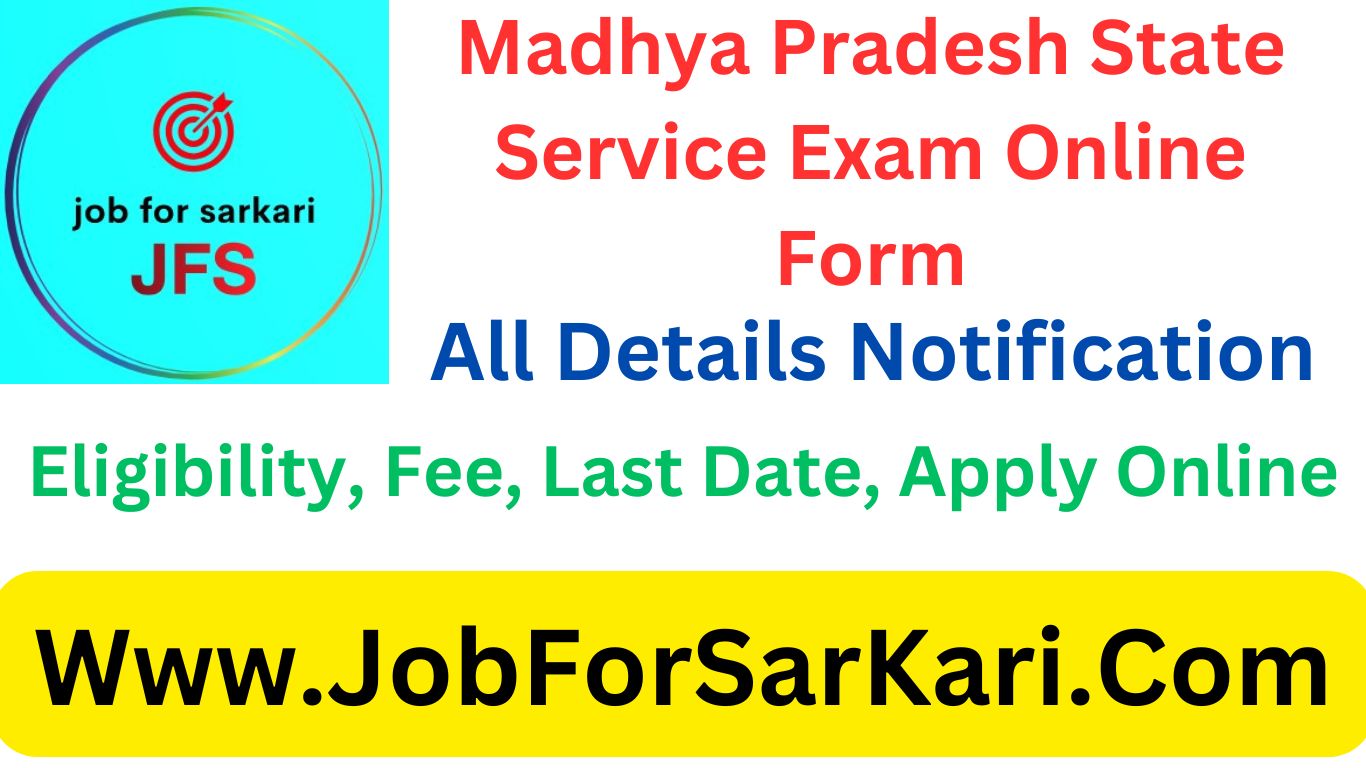 job for sarkari
JFS
Madhya Pradesh State
Service Exam Online
Form
All Details Notification
Eligibility, Fee, Last Date, Apply Online
Www.JobForSarKari.Com